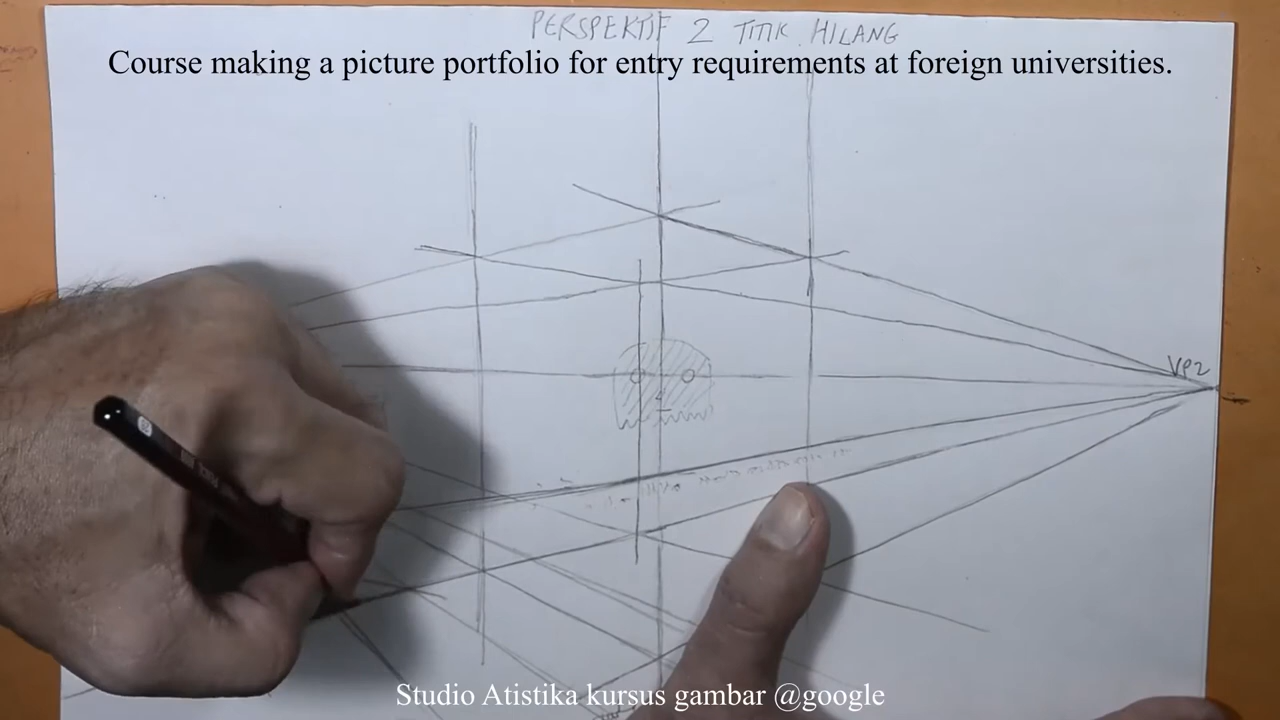 PERSPEKTIF 2 TITIK HILANG
Course making a picture portfolio for entry requirements at foreign universities.
VP2
Studio Atistika kursus gambar @google